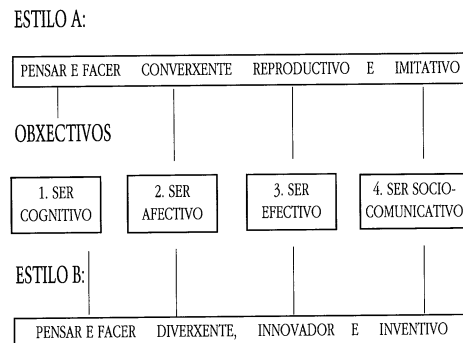 ESTILO A:
PENSAR E FACER CONVERXENTE REPRODUCTIVO E IMITATIVO
OBXECTIVOS
1. SER
COGNITIVO
2. SER
AFECTIVO
3. SER
EFECTIVO
4. SER SOCIO-
COMUNICATIVO
ESTILO B:
PENSAR E FACER DIVERXENTE, INNOVADOR E INVENTIVO